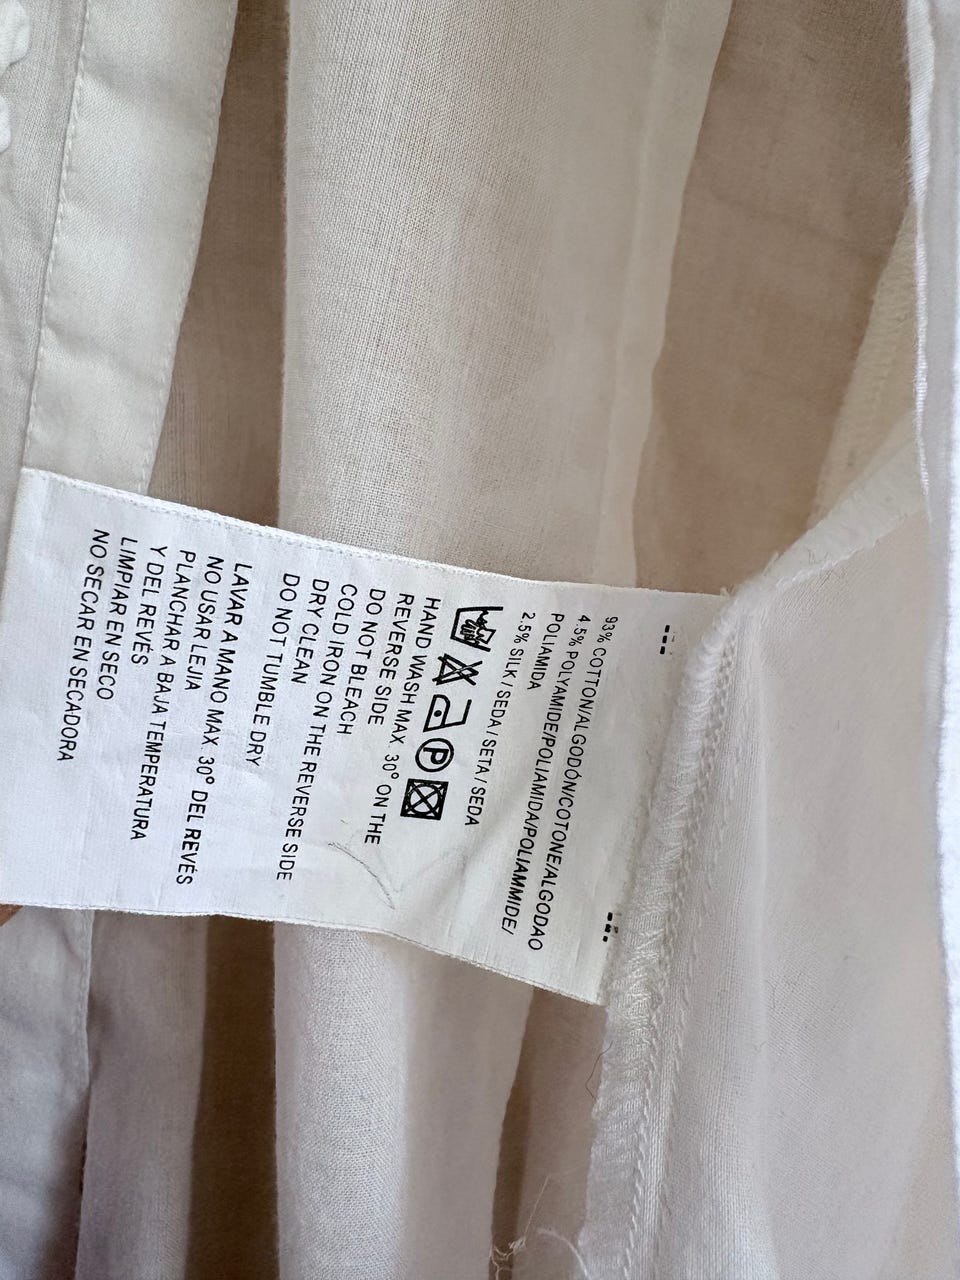 93% COTTON/ALGODÓN/COTONE/ALGODAO
4.5% POLYAMIDE/POLIAMIDA/POLIAMMIDE/
POLIAMIDA
2.5% SILK / SEDA / SETA / SEDA
P
HAND WASH MAX. 30º ON THE
REVERSE SIDE
DO NOT BLEACH
COLD IRON ON THE REVERSE SIDE
DRY CLEAN
DO NOT TUMBLE DRY
LAVAR A MANO MAX. 30º DEL REVÉS
NO USAR LEJIA
PLANCHAR A BAJA TEMPERATURA
Y DEL REVÉS
LIMPIAR EN SECO
NO SECAR EN SECADORA